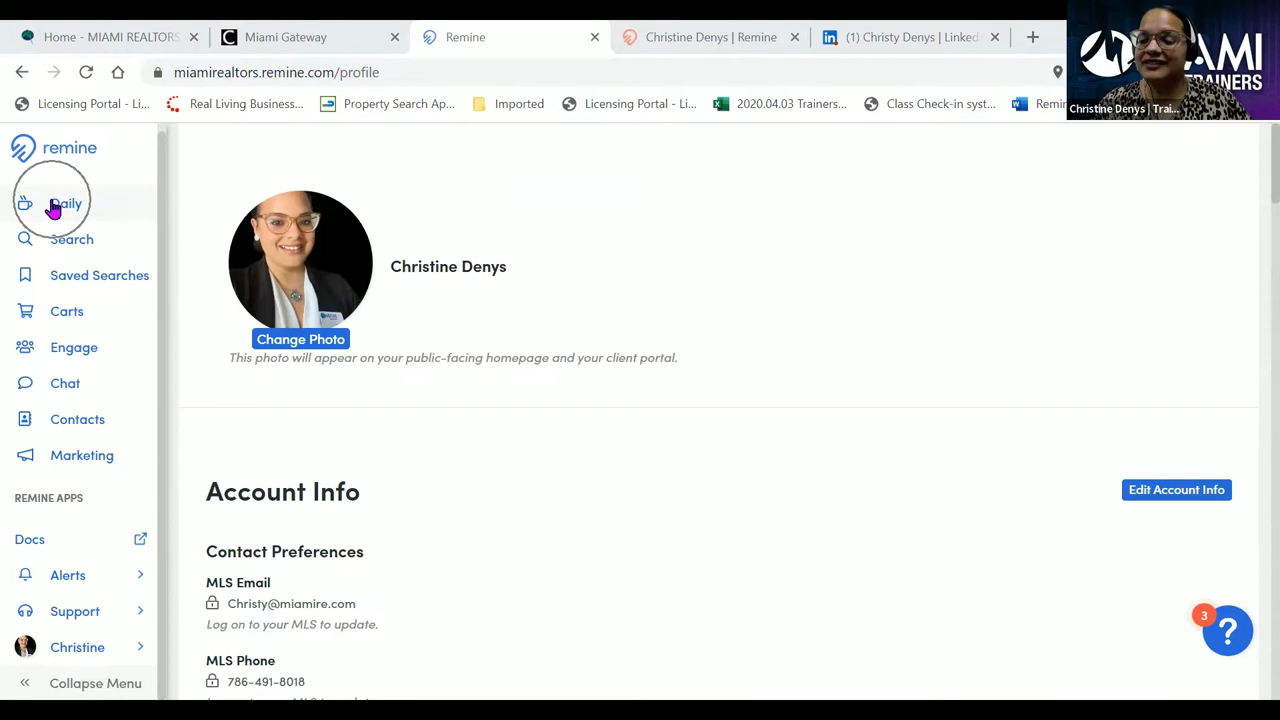 Home - MIAMI REALTORS
Miami Gateway
Remine
Christine Denys | Remine
(1) Christy Denys | Linked
miamirealtors.remine.com/profile
Licensing Portal - Li...
Real Living Business...
Property Search Ap...
Imported
Licensing Portal - Li...
2020.04.03 Trainers...
Class Check-in syst...
TRAINERS
Christine Denys | Trai...
remine
Daily
Search
Saved Searches
Carts
Engage
Chat
Contacts
Marketing
REMINE APPS
Docs
Alerts
Support
Christine
Collapse Menu
Christine Denys
Change Photo
This photo will appear on your public-facing homepage and your client portal.
Account Info
Edit Account Info
Contact Preferences
MLS Email
Christy@miamire.com
Log on to your MLS to update.
MLS Phone
786-491-8018
3
?